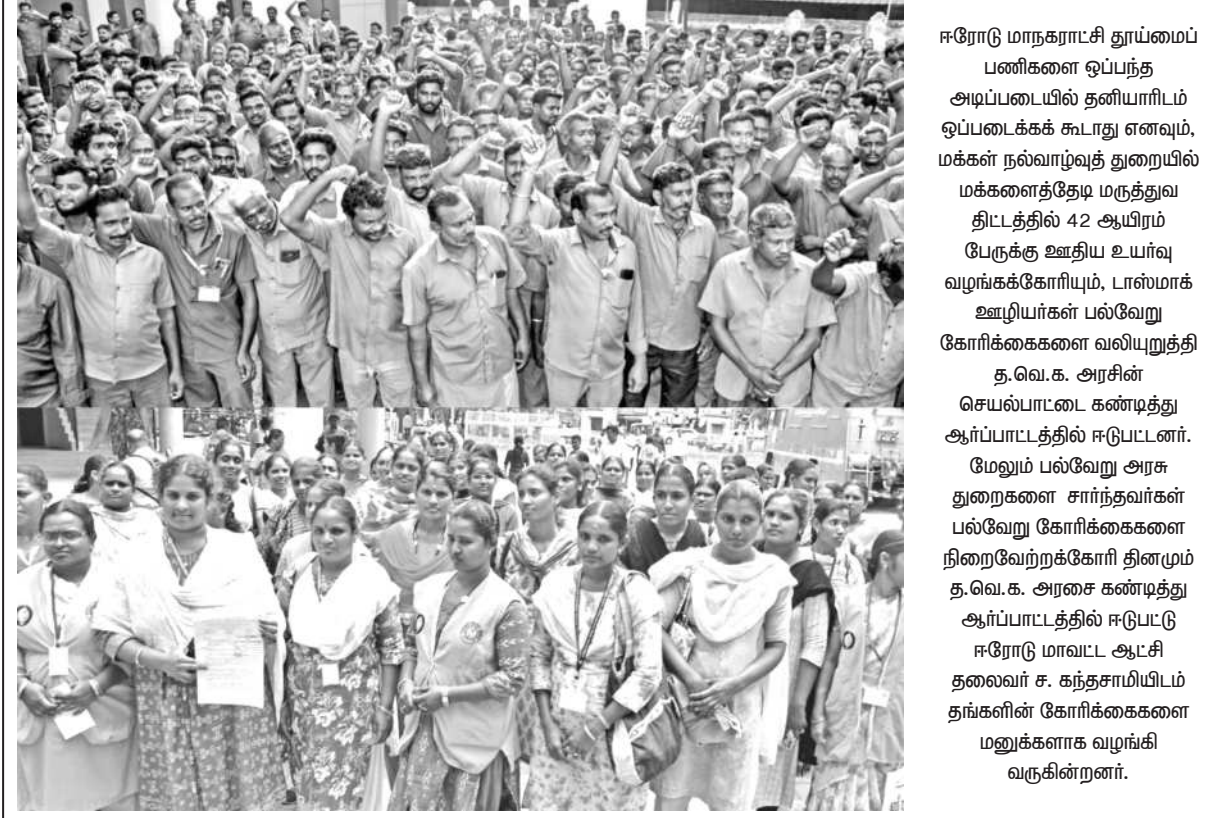 ஈரோடு மாநகராட்சி தூய்மைப்
பணிகளை ஒப்பந்த
அடிப்படையில் தனியாரிடம்
ஒப்படைக்கக் கூடாது எனவும்,
மக்கள் நல்வாழ்வுத் துறையில்
மக்களைத்தேடி மருத்துவ
திட்டத்தில் 42 ஆயிரம்
பேருக்கு ஊதிய உயர்வு
வழங்கக்கோரியும், டாஸ்மாக்
ஊழியர்கள் பல்வேறு
கோரிக்கைகளை வலியுறுத்தி
த.வெ.க. அரசின்
செயல்பாட்டை கண்டித்து
ஆர்ப்பாட்டத்தில் ஈடுபட்டனர்.
மேலும் பல்வேறு அரசு
துறைகளை சார்ந்தவர்கள்
பல்வேறு கோரிக்கைகளை
நிறைவேற்றக்கோரி தினமும்
த.வெ.க. அரசை கண்டித்து
ஆர்ப்பாட்டத்தில் ஈடுபட்டு
ஈரோடு மாவட்ட ஆட்சி
தலைவர் ச. கந்தசாமியிடம்
தங்களின் கோரிக்கைகளை
மனுக்களாக வழங்கி
வருகின்றனர்.